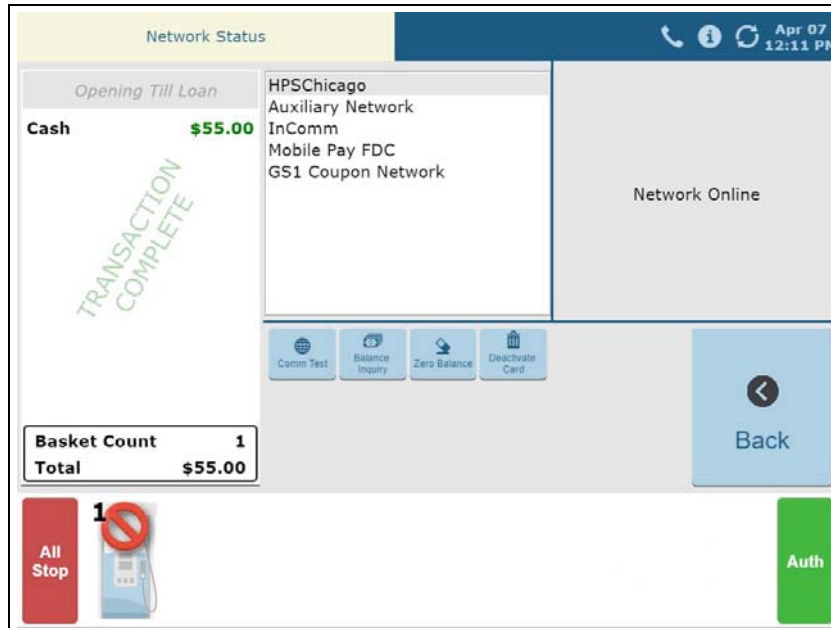 Network Status
Apr 07
12:11 PM
Opening Till Loan
Cash $55.00
TRANSACTION
COMPLETE
Basket Count 1
Total $55.00
HPSChicago
Auxiliary Network
InComm
Mobile Pay FDC
GS1 Coupon Network
Network Online
Comm Test
Balance
Inquiry
Zero Balance
Deactivate
Card
Back
All
Stop
1
Auth